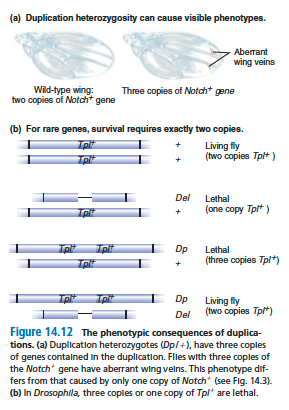 (a) Duplication heterozygosity can cause visible phenotypes.
Aberrant
wing veins
Wild-type wing:
two copies of Notch+ gene
Three copies of Notch+ gene
(b) For rare genes, survival requires exactly two copies.
Tpl+
Tpl+
+
+
Living fly
(two copies Tpl+ )
Tpl+
Del
+
Lethal
(one copy Tpl+ )
Tpl+ Tpl+
Tpl+
Dp
+
Lethal
(three copies Tpl+)
Tpl+ Tpl+
Dp
Del
Living fly
(two copies Tpl+)
Figure 14.12 The phenotypic consequences of duplica-
tions. (a) Duplication heterozygotes (Dp/+), have three copies
of genes contained in the duplication. Flies with three copies of
the Notch+ gene have aberrant wing veins. This phenotype dif-
fers from that caused by only one copy of Notch+ (see Fig. 14.3).
(b) In Drosophila, three copies or one copy of Tpl+ are lethal.